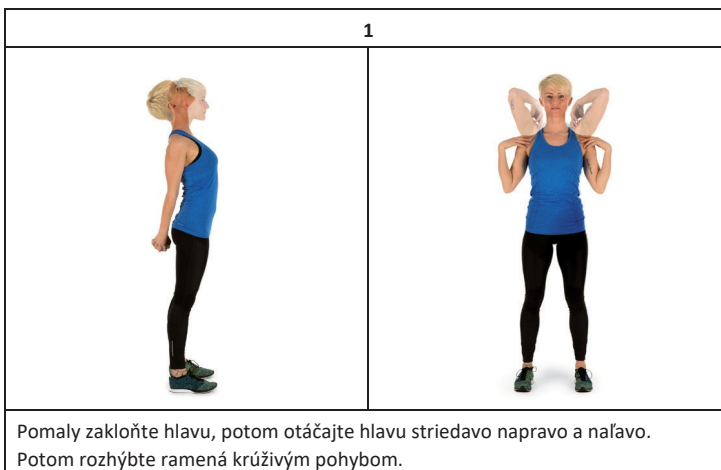 1
Pomaly zakloňte hlavu, potom otáčajte hlavu striedavo napravo a naľavo.
Potom rozhýbte ramená krúživým pohybom.